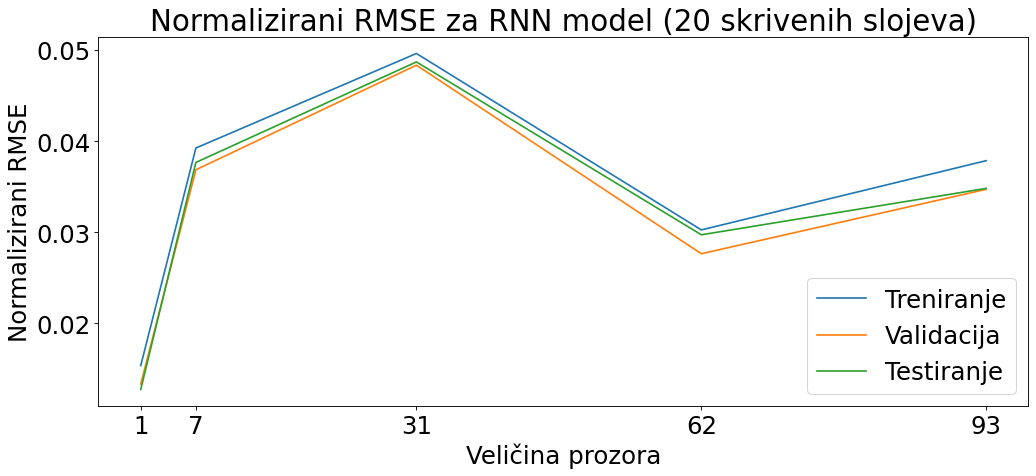 Normalizirani RMSE za RNN model (20 skrivenih slojeva)
Normalizirani RMSE
0.05
0.04
0.03
0.02
Treniranje
Validacija
Testiranje
1 7 31 62 93
Veličina prozora